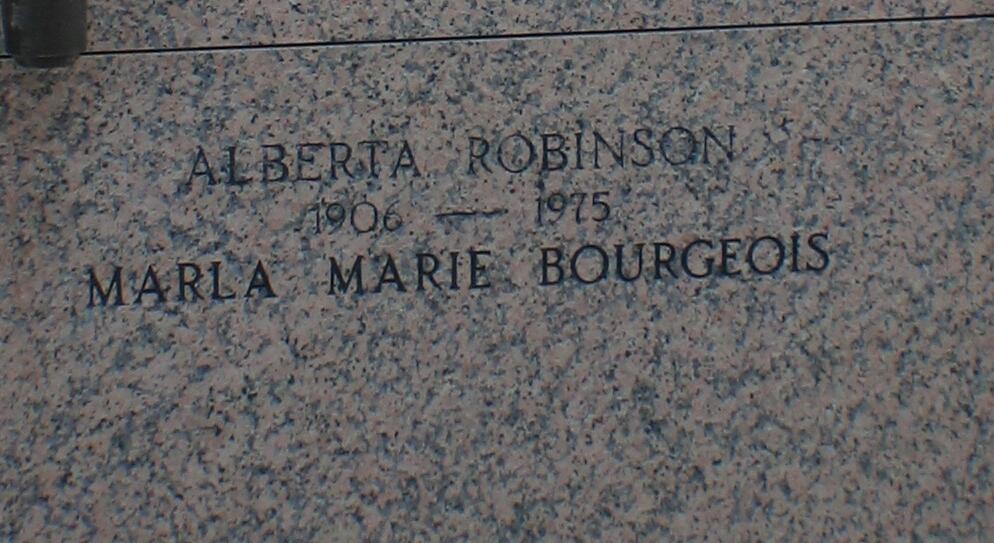 ALBERTA ROBINSON
1906 — 1975
MARLA MARIE BOURGEOIS